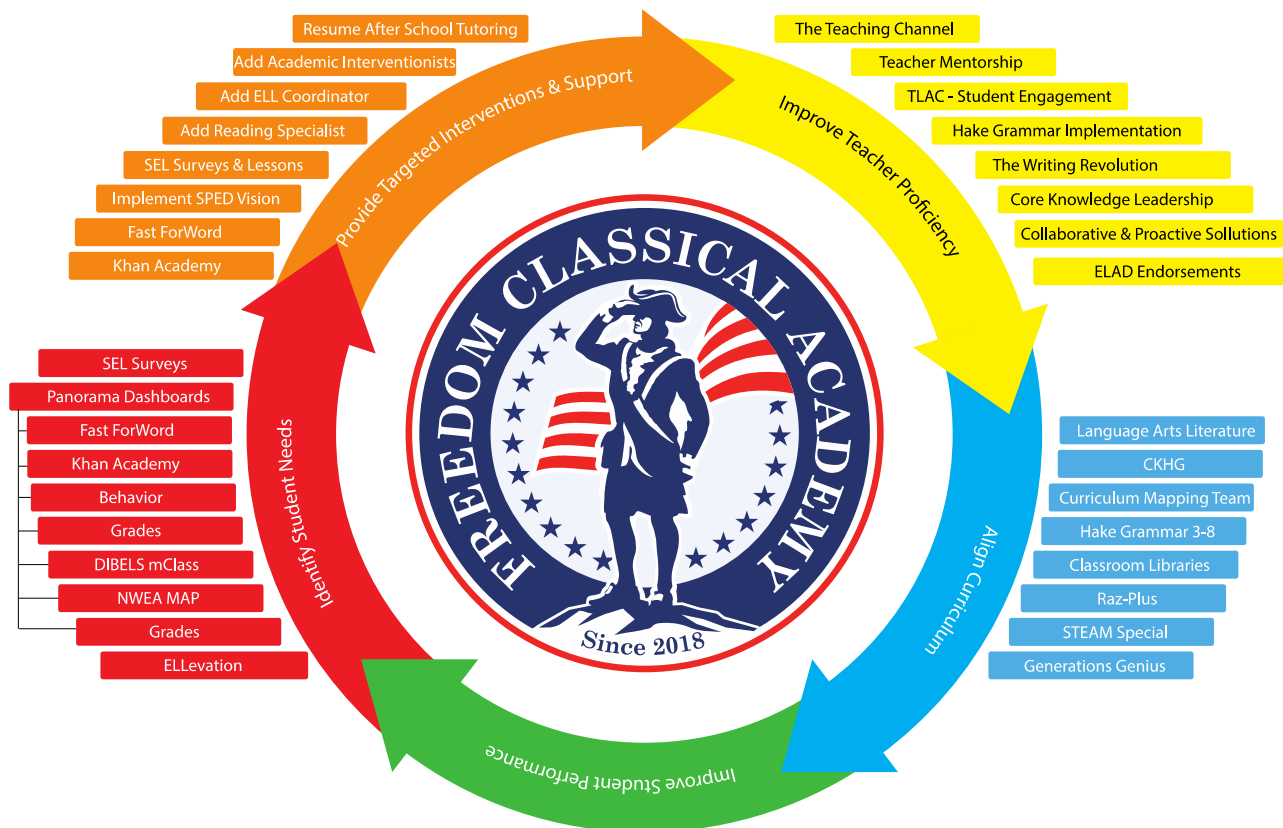 Resume After School Tutoring
Add Academic Interventionists
Add ELL Coordinator
Add Reading Specialist
SEL Surveys & Lessons
Implement SPED Vision
Fast ForWord
Khan Academy
Provide Targeted Interventions & Support
The Teaching Channel
Teacher Mentorship
TLAC - Student Engagement
Hake Grammar Implementation
The Writing Revolution
Core Knowledge Leadership
Collaborative & Proactive Sollutions
ELAD Endorsements
Improve Teacher Proficiency
FREEDOM CLASSICAL ACADEMY
Since 2018
SEL Surveys
Panorama Dashboards
Fast ForWord
Khan Academy
Behavior
Grades
DIBELS mClass
NWEA MAP
Grades
ELLevation
Identify Student Needs
Language Arts Literature
CKHG
Curriculum Mapping Team
Hake Grammar 3-8
Classroom Libraries
Raz-Plus
STEAM Special
Generations Genius
Align Curriculum
Improve Student Performance